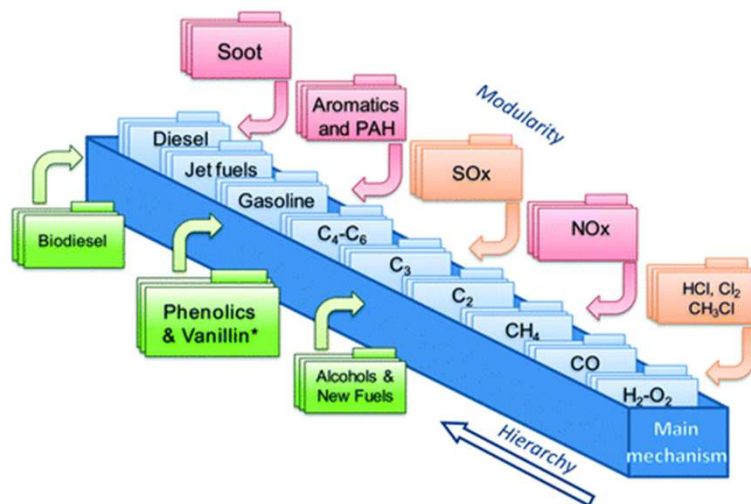 Soot
Aromatics
and PAH
Modularity
SOx
NOx
HCl, Cl₂
CH₃Cl
Diesel
Jet fuels
Gasoline
C₄-C₆
C₃
C₂
CH₄
CO
H₂-O₂
Biodiesel
Phenolics
& Vanillin*
Alcohols &
New Fuels
Hierarchy
Main
mechanism